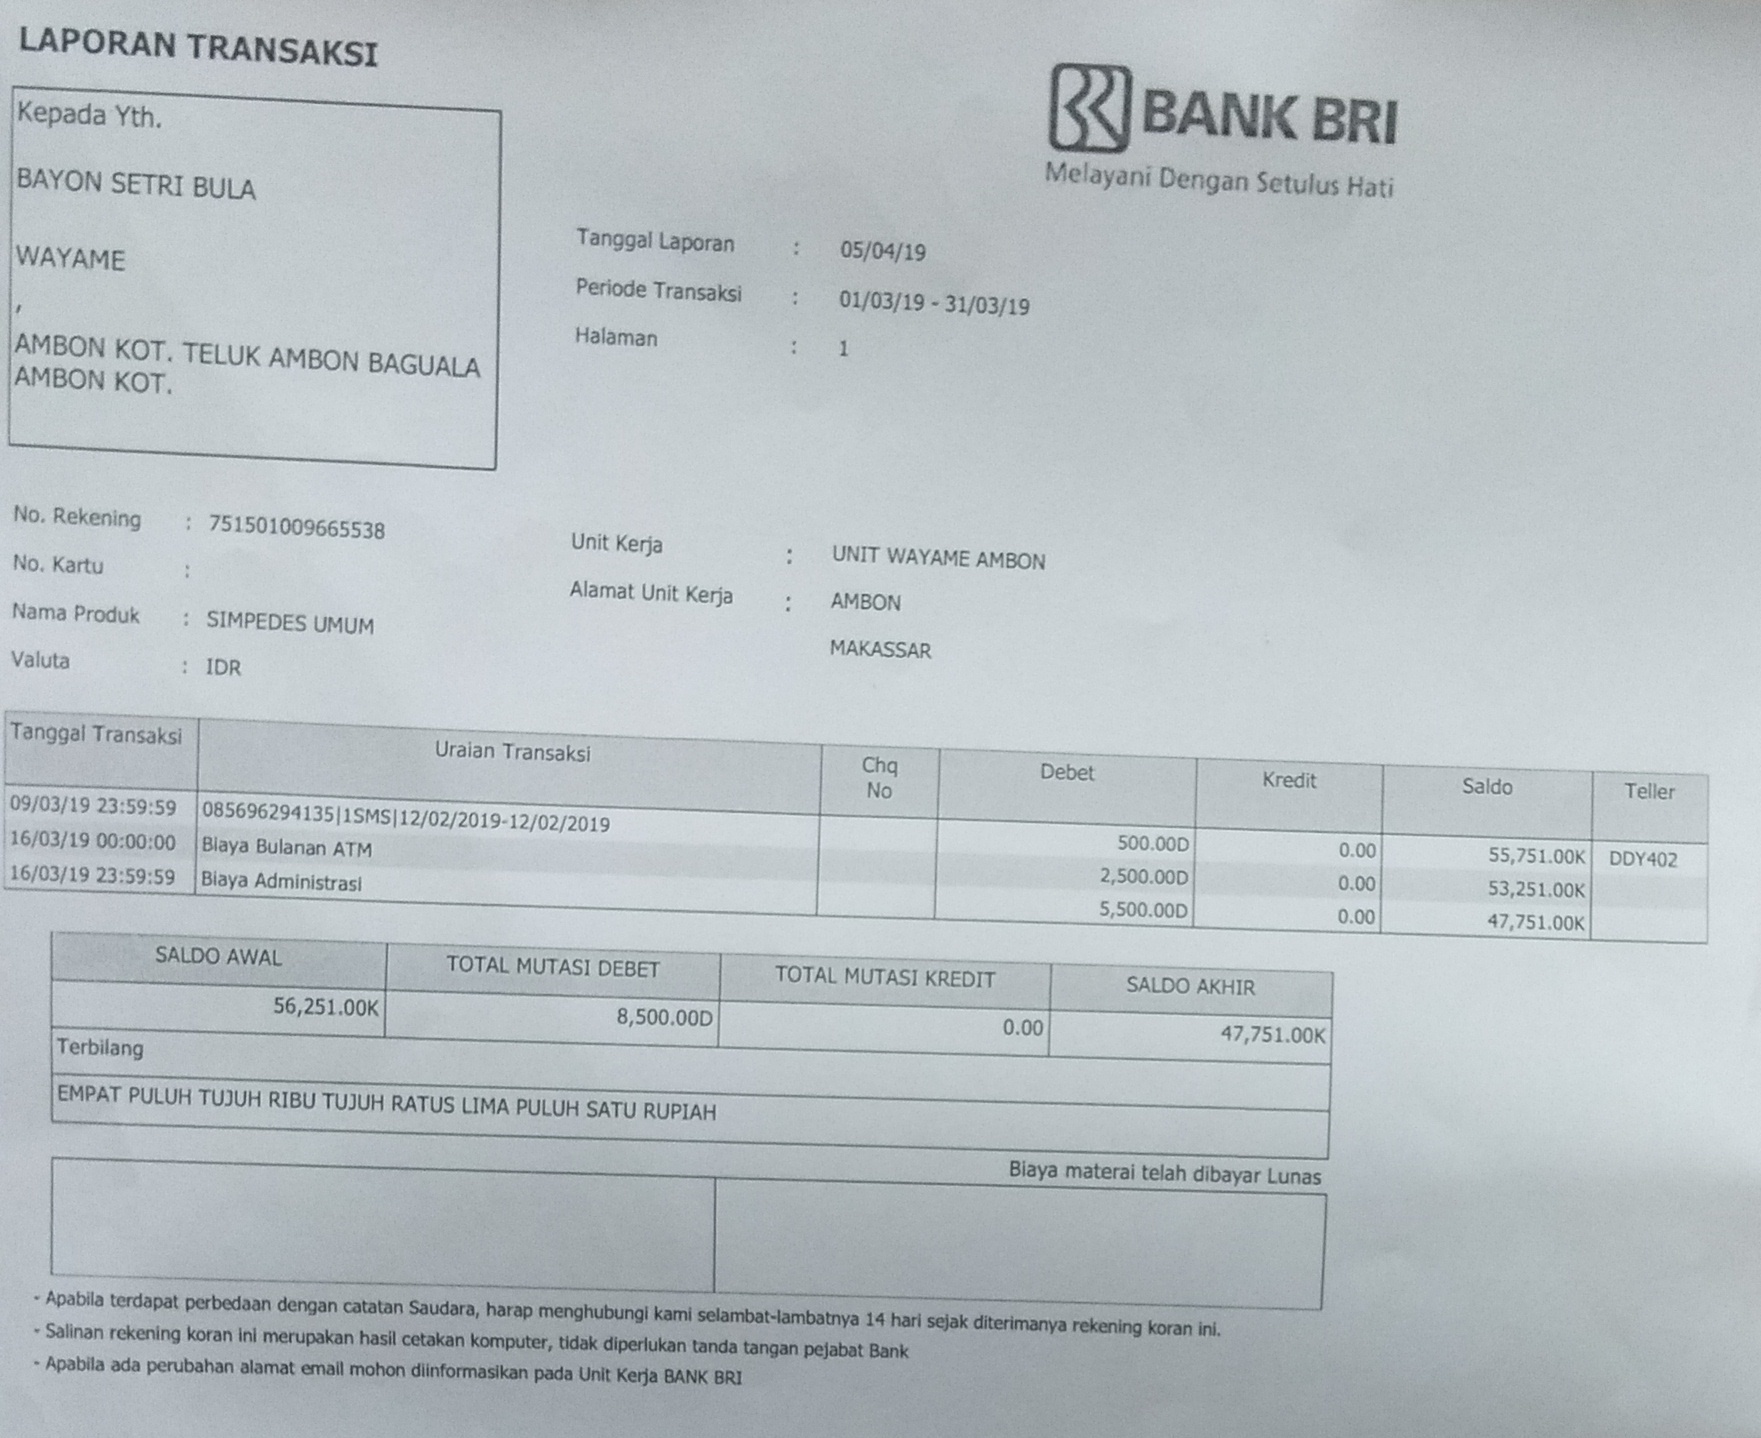 LAPORAN TRANSAKSI
BANK BRI
Melayani Dengan Setulus Hati
Kepada Yth.
BAYON SETRI BULA
WAYAME
,
AMBON KOT. TELUK AMBON BAGUALA
AMBON KOT.
Tanggal Laporan : 05/04/19
Periode Transaksi : 01/03/19 - 31/03/19
Halaman : 1
No. Rekening : 751501009665538
No. Kartu :
Nama Produk : SIMPEDES UMUM
Valuta : IDR
Unit Kerja : UNIT WAYAME AMBON
Alamat Unit Kerja : AMBON
MAKASSAR
Tanggal Transaksi Uraian Transaksi Chq No Debet Kredit Saldo Teller
09/03/19 23:59:59 085696294135|1SMS|12/02/2019-12/02/2019 500.00D 0.00 55,751.00K DDY402
16/03/19 00:00:00 Biaya Bulanan ATM 2,500.00D 0.00 53,251.00K
16/03/19 23:59:59 Biaya Administrasi 5,500.00D 0.00 47,751.00K
SALDO AWAL TOTAL MUTASI DEBET TOTAL MUTASI KREDIT SALDO AKHIR
56,251.00K 8,500.00D 0.00 47,751.00K
Terbilang
EMPAT PULUH TUJUH RIBU TUJUH RATUS LIMA PULUH SATU RUPIAH
Biaya materai telah dibayar Lunas
- Apabila terdapat perbedaan dengan catatan Saudara, harap menghubungi kami selambat-lambatnya 14 hari sejak diterimanya rekening koran ini.
- Salinan rekening koran ini merupakan hasil cetakan komputer, tidak diperlukan tanda tangan pejabat Bank
- Apabila ada perubahan alamat email mohon diinformasikan pada Unit Kerja BANK BRI